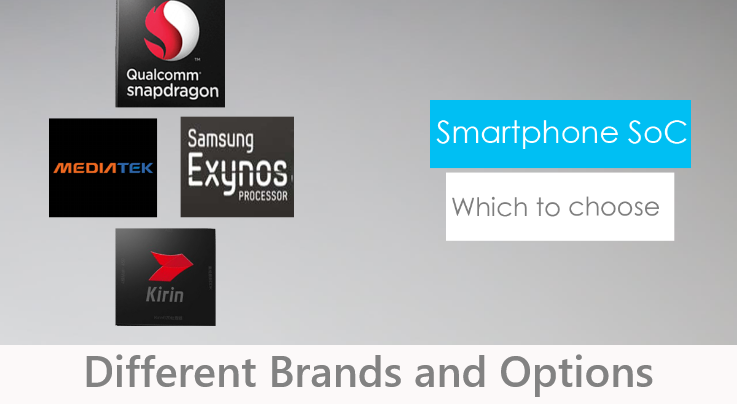 Qualcomm
snapdragon
MEDIATEK
Samsung
Exynos
PROCESSOR
Kirin
Smartphone SoC
Which to choose
Different Brands and Options